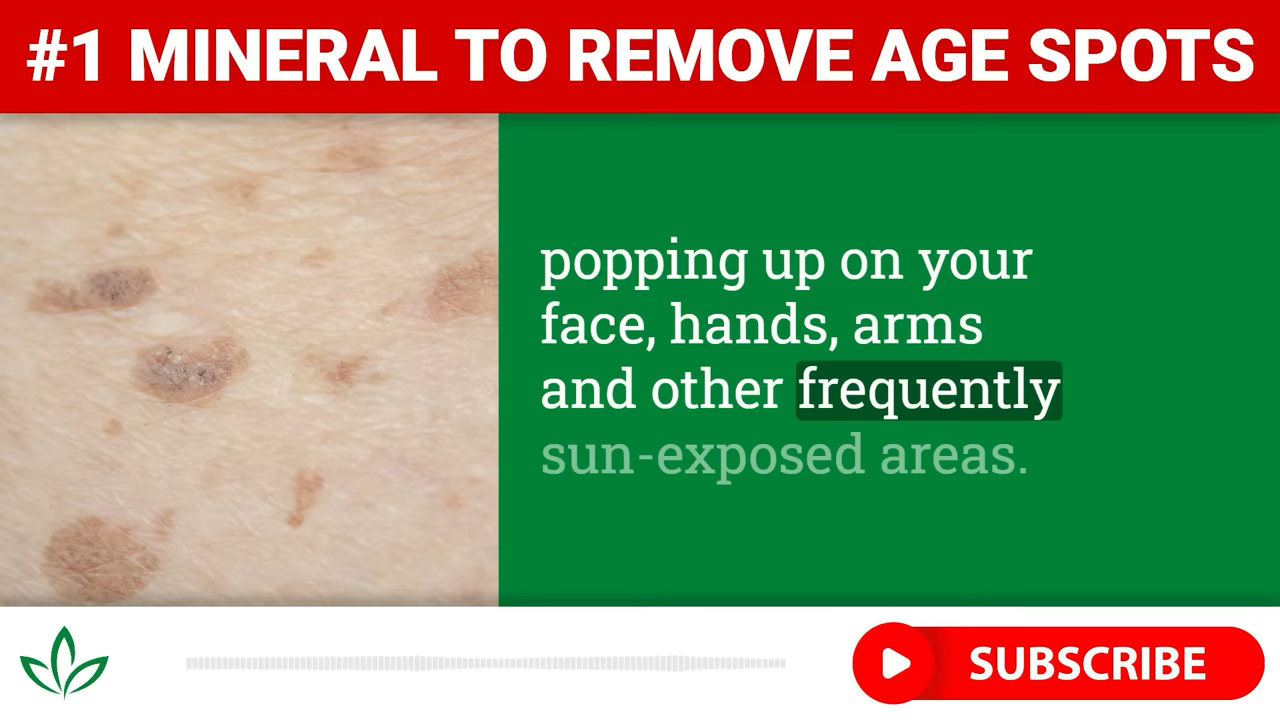 #1 MINERAL TO REMOVE AGE SPOTS
popping up on your
face, hands, arms
and other frequently
sun-exposed areas.
SUBSCRIBE